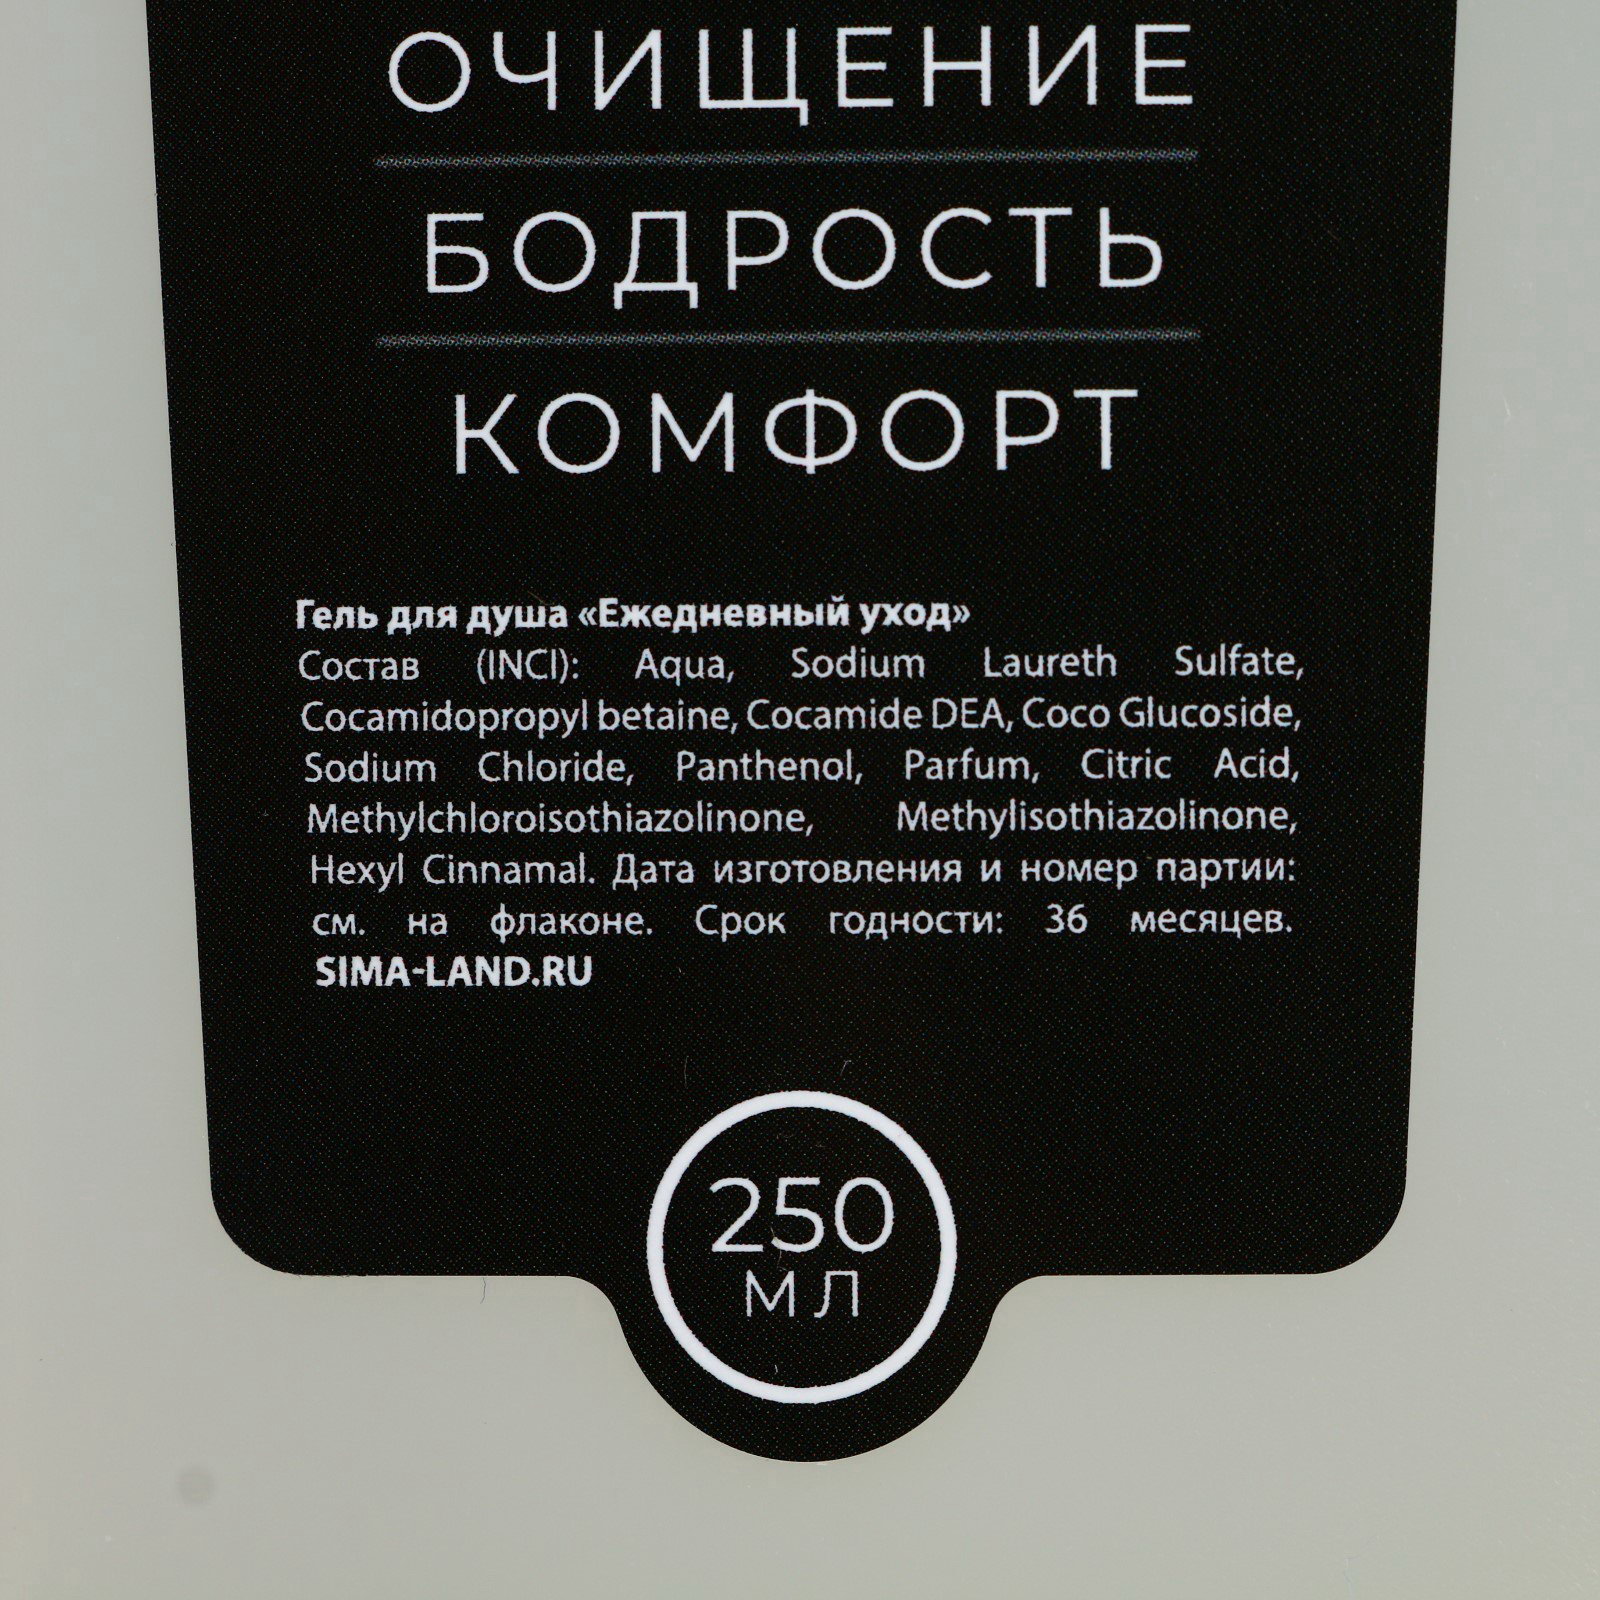 ОЧИЩЕНИЕ
БОДРОСТЬ
КОМФОРТ
Гель для душа «Ежедневный уход»
Состав (INCI): Aqua, Sodium Laureth Sulfate,
Cocamidopropyl betaine, Cocamide DEA, Coco Glucoside,
Sodium Chloride, Panthenol, Parfum, Citric Acid,
Methylchloroisothiazolinone, Methylisothiazolinone,
Hexyl Cinnamal. Дата изготовления и номер партии:
см. на флаконе. Срок годности: 36 месяцев.
SIMA-LAND.RU
250
МЛ